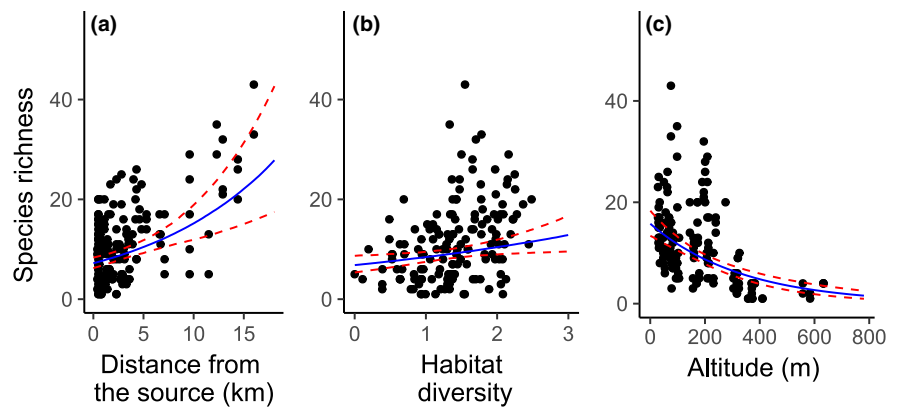 (a)
(b)
(c)
Species richness
40
20
0
40
20
0
40
20
0
0 5 10 15
0 1 2 3
0 200 400 600 800
Distance from
the source (km)
Habitat
diversity
Altitude (m)